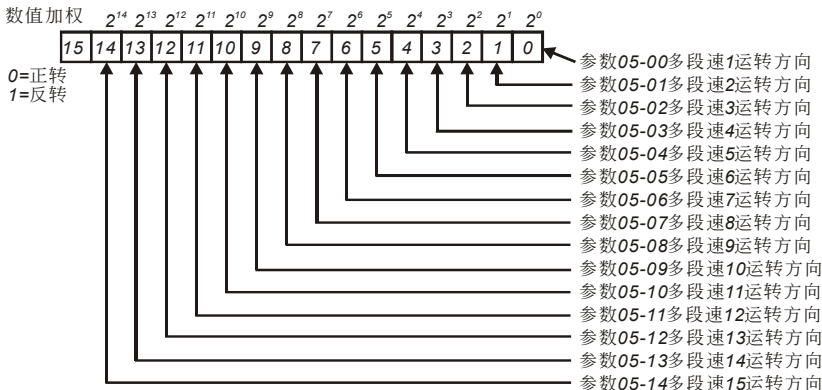 数值加权 2¹⁴ 2¹³ 2¹² 2¹¹ 2¹⁰ 2⁹ 2⁸ 2⁷ 2⁶ 2⁵ 2⁴ 2³ 2² 2¹ 2⁰
15 14 13 12 11 10 9 8 7 6 5 4 3 2 1 0
0=正转
1=反转
参数05-00多段速1运转方向
参数05-01多段速2运转方向
参数05-02多段速3运转方向
参数05-03多段速4运转方向
参数05-04多段速5运转方向
参数05-05多段速6运转方向
参数05-06多段速7运转方向
参数05-07多段速8运转方向
参数05-08多段速9运转方向
参数05-09多段速10运转方向
参数05-10多段速11运转方向
参数05-11多段速12运转方向
参数05-12多段速13运转方向
参数05-13多段速14运转方向
参数05-14多段速15运转方向